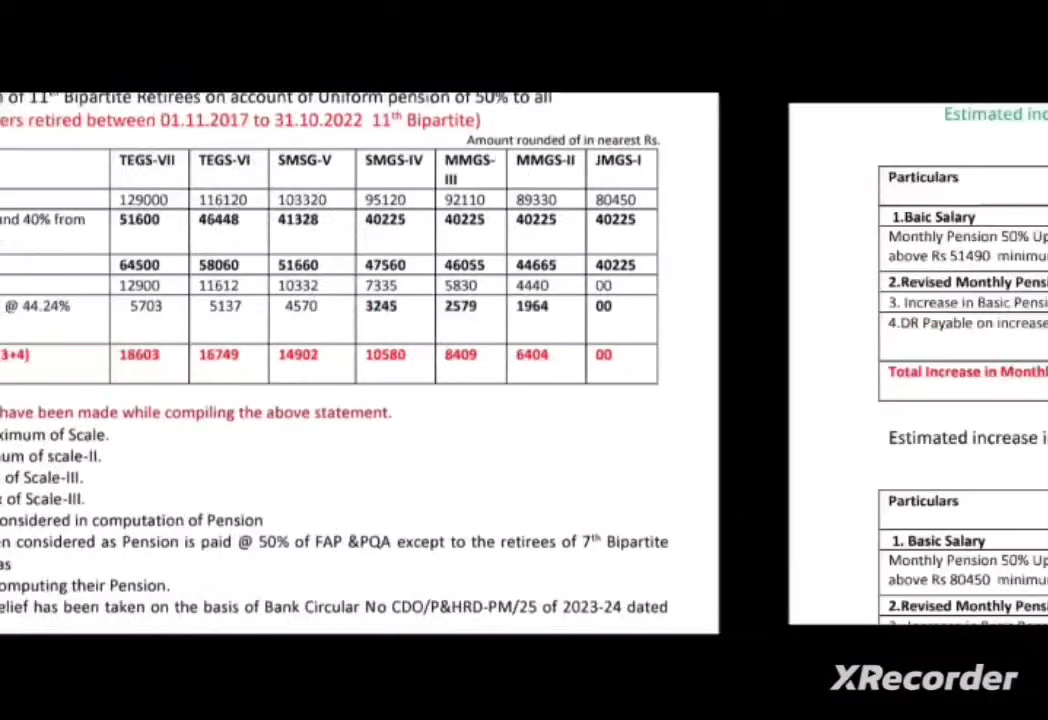 of 11th Bipartite Retirees on account of Uniform pension of 50% to all
ers retired between 01.11.2017 to 31.10.2022 11th Bipartite)
Amount rounded of in nearest Rs.
TEGS-VII TEGS-VI SMSG-V SMGS-IV MMGS-III MMGS-II JMGS-I
129000 116120 103320 95120 92110 89330 80450
and 40% from 51600 46448 41328 40225 40225 40225 40225
64500 58060 51660 47560 46055 44665 40225
12900 11612 10332 7335 5830 4440 00
@ 44.24% 5703 5137 4570 3245 2579 1964 00
3+4) 18603 16749 14902 10580 8409 6404 00
have been made while compiling the above statement.
ximum of Scale.
um of scale-II.
of Scale-III.
of Scale-III.
onsidered in computation of Pension
n considered as Pension is paid @ 50% of FAP &PQA except to the retirees of 7th Bipartite
as
omputing their Pension.
elief has been taken on the basis of Bank Circular No CDO/P&HRD-PM/25 of 2023-24 dated
Estimated inc
Particulars
1.Baic Salary
Monthly Pension 50% Up
above Rs 51490 minimu
2.Revised Monthly Pensi
3. Increase in Basic Pensi
4.DR Payable on increase
Total Increase in Monthl
Estimated increase i
Particulars
1. Basic Salary
Monthly Pension 50% Up
above Rs 80450 minimu
2.Revised Monthly Pensi
XRecorder